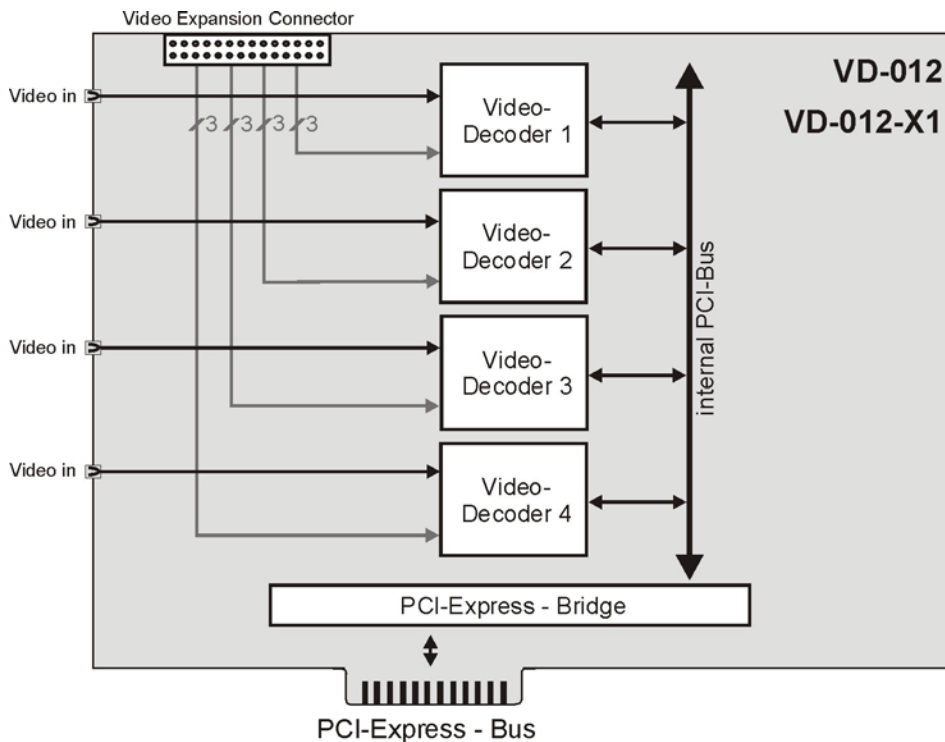 Video Expansion Connector
VD-012
VD-012-X1
Video in
3 3 3 3
Video-
Decoder 1
Video in
Video-
Decoder 2
Video in
Video-
Decoder 3
Video in
Video-
Decoder 4
internal PCI-Bus
PCI-Express - Bridge
PCI-Express - Bus